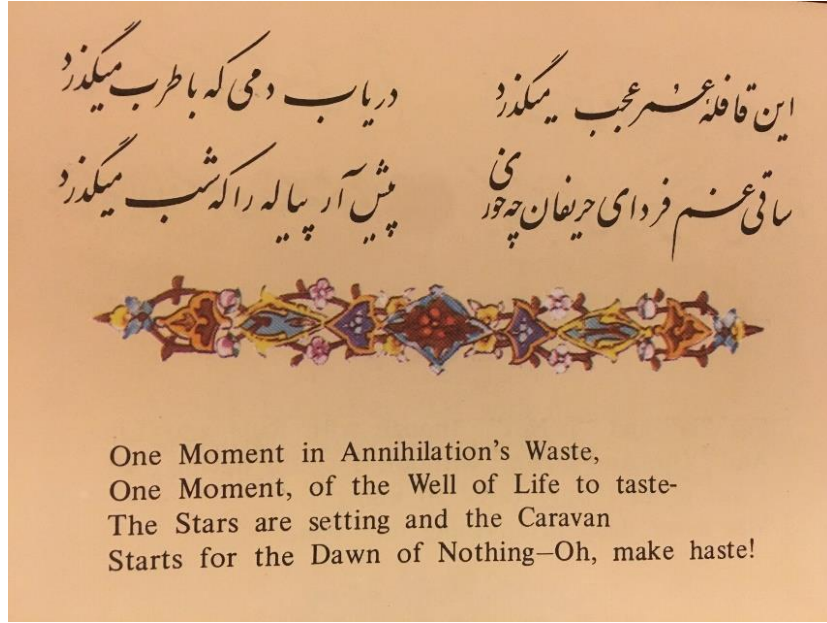 این قافلهٔ عمر عجب میگذرد
دریاب دمی که با طرب میگذرد
ساقی غم فردای حریفان چه خوری
پیش آر پیاله را که شب میگذرد
One Moment in Annihilation's Waste,
One Moment, of the Well of Life to taste-
The Stars are setting and the Caravan
Starts for the Dawn of Nothing—Oh, make haste!